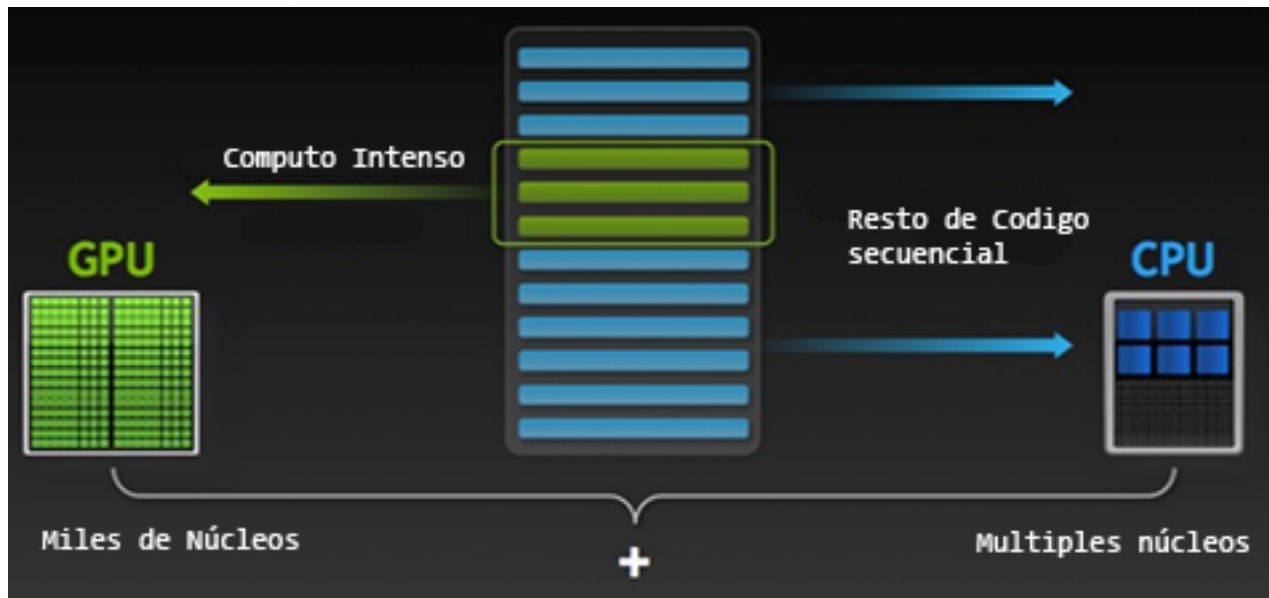 Computo Intenso
Resto de Codigo
secuencial
GPU
CPU
Miles de Núcleos
Multiples núcleos
+